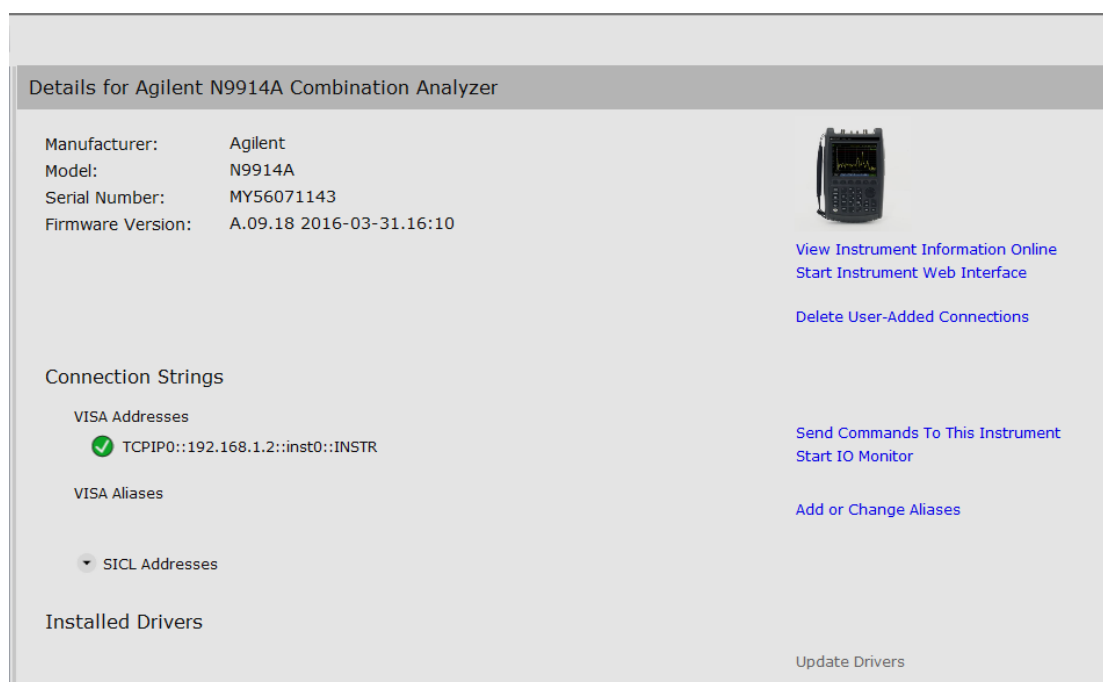 Details for Agilent N9914A Combination Analyzer
Manufacturer: Agilent
Model: N9914A
Serial Number: MY56071143
Firmware Version: A.09.18 2016-03-31.16:10
View Instrument Information Online
Start Instrument Web Interface
Delete User-Added Connections
Connection Strings
VISA Addresses
TCPIP0::192.168.1.2::inst0::INSTR
Send Commands To This Instrument
Start IO Monitor
VISA Aliases
Add or Change Aliases
SICL Addresses
Installed Drivers
Update Drivers